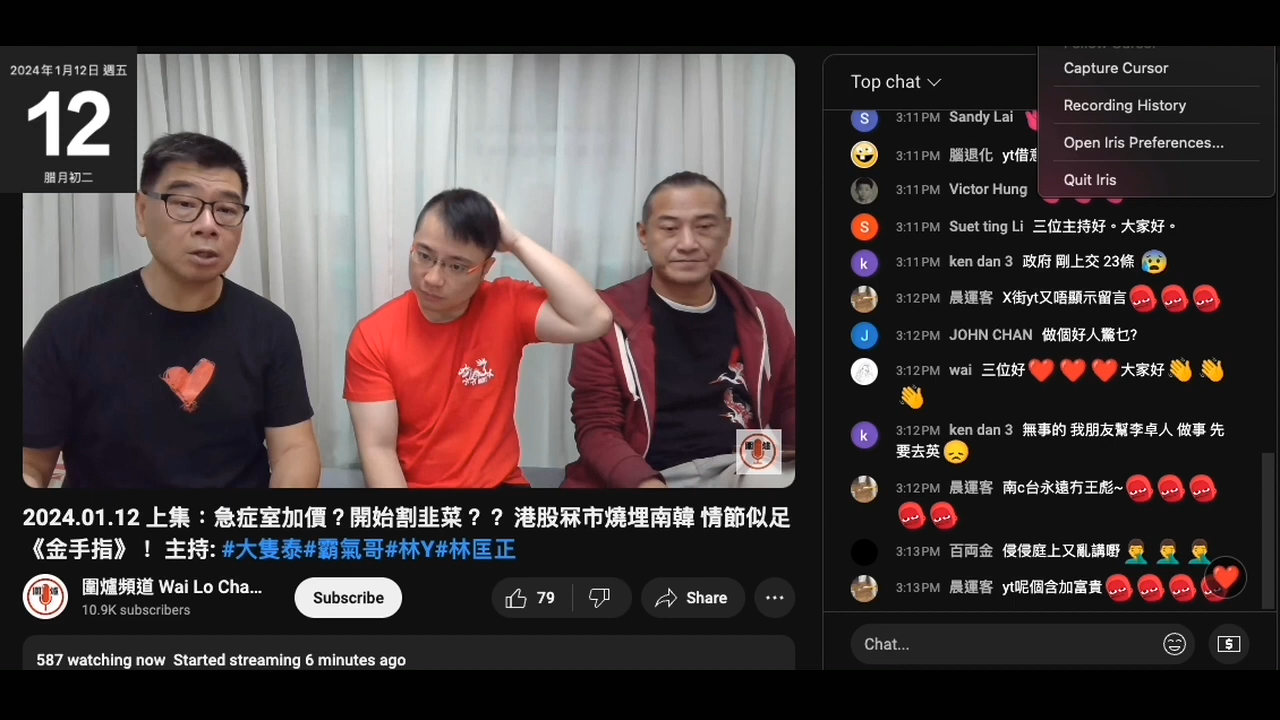 2024年1月12日 週五
12
腊月初二
2024.01.12 上集：急症室加價？開始割韭菜？？ 港股冧市燒埋南韓 情節似足
《金手指》！ 主持: #大隻泰#霸氣哥#林Y#林匡正
圍爐頻道 Wai Lo Cha...
10.9K subscribers
Subscribe
79
Share
587 watching now Started streaming 6 minutes ago
Top chat
S 3:11 PM Sandy Lai
3:11 PM 腦退化
3:11 PM Victor Hung
S 3:11 PM Suet ting Li 三位主持好。大家好。
k 3:11 PM ken dan 3 政府 剛上交 23條 😰
3:12 PM 晨運客 X街yt又唔顯示留言
J 3:12 PM JOHN CHAN 做個好人驚乜?
3:12 PM wai 三位好❤️❤️❤️大家好👋👋
👋
k 3:12 PM ken dan 3 無事的 我朋友幫李卓人 做事 先
要去英😞
3:12 PM 晨運客 南c台永遠冇王彪~
3:13 PM 百両金 侵侵庭上又亂講嘢 🤦‍♂️🤦‍♂️🤦‍♂️
3:13 PM 晨運客 yt呢個含加富貴
Chat...
$
Capture Cursor
Recording History
Open Iris Preferences...
Quit Iris